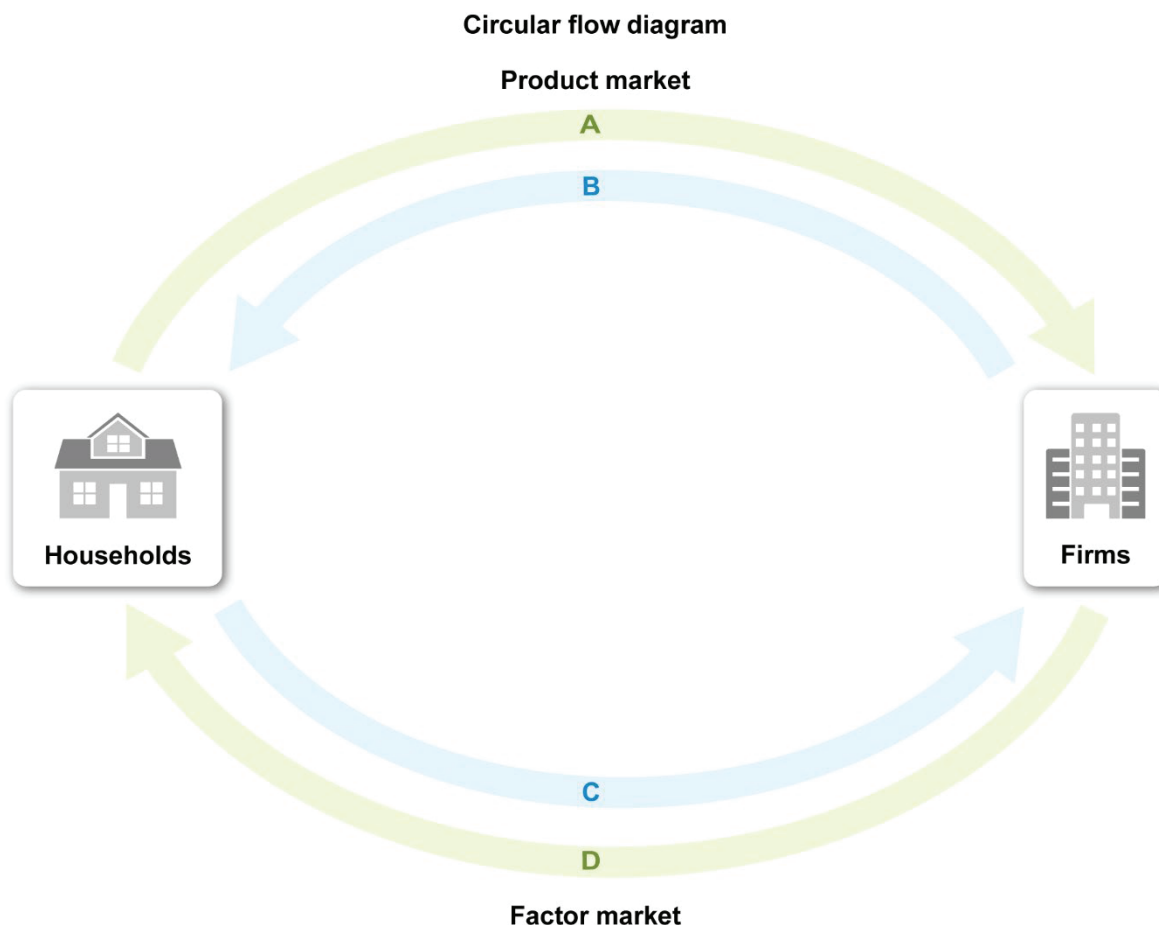 Circular flow diagram
Product market
A
B
Households
Firms
C
D
Factor market